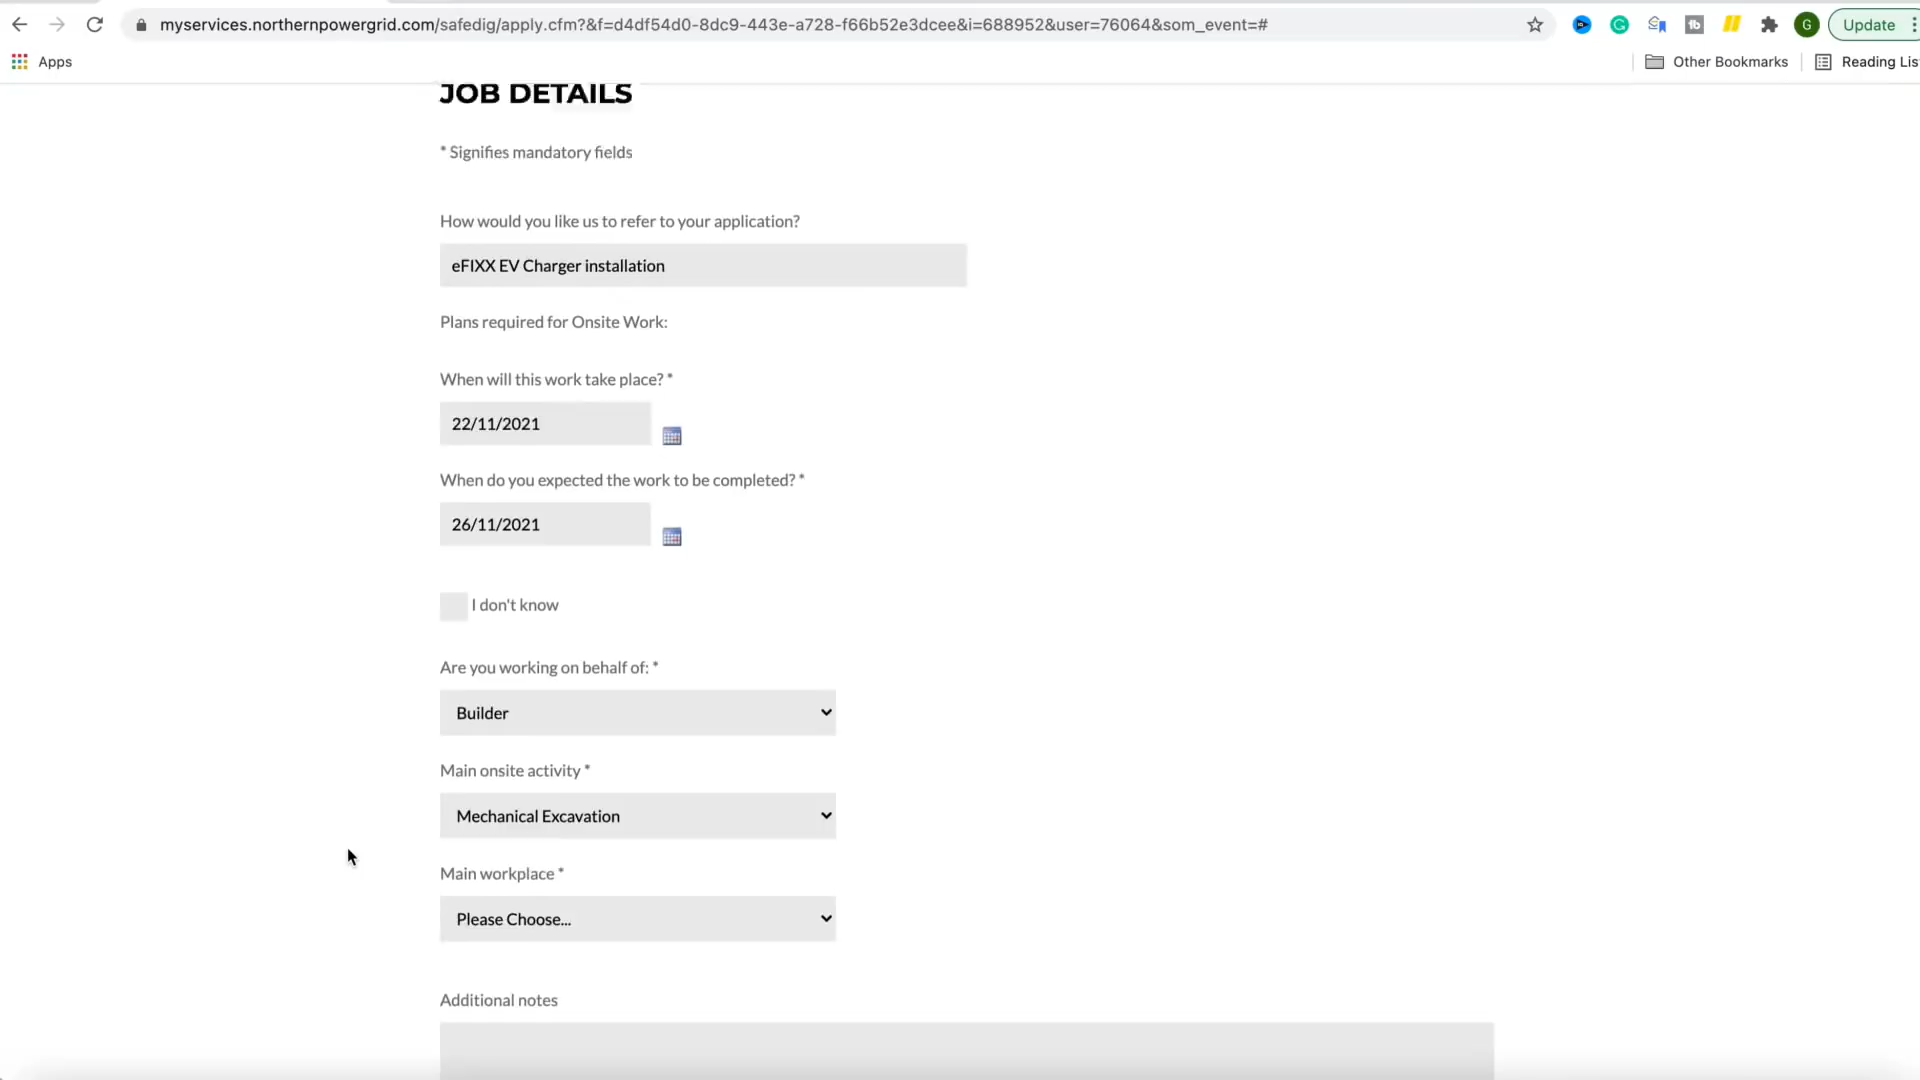 myservices.northernpowergrid.com/safedig/apply.cfm?&f=d4df54d0-8dc9-443e-a728-f66b52e3dcee&i=688952&user=76064&som_event=#
G
Update
Apps
Other Bookmarks
Reading Lis
JOB DETAILS
* Signifies mandatory fields
How would you like us to refer to your application?
eFIXX EV Charger installation
Plans required for Onsite Work:
When will this work take place? *
22/11/2021
When do you expected the work to be completed? *
26/11/2021
I don't know
Are you working on behalf of: *
Builder
Main onsite activity *
Mechanical Excavation
Main workplace *
Please Choose...
Additional notes